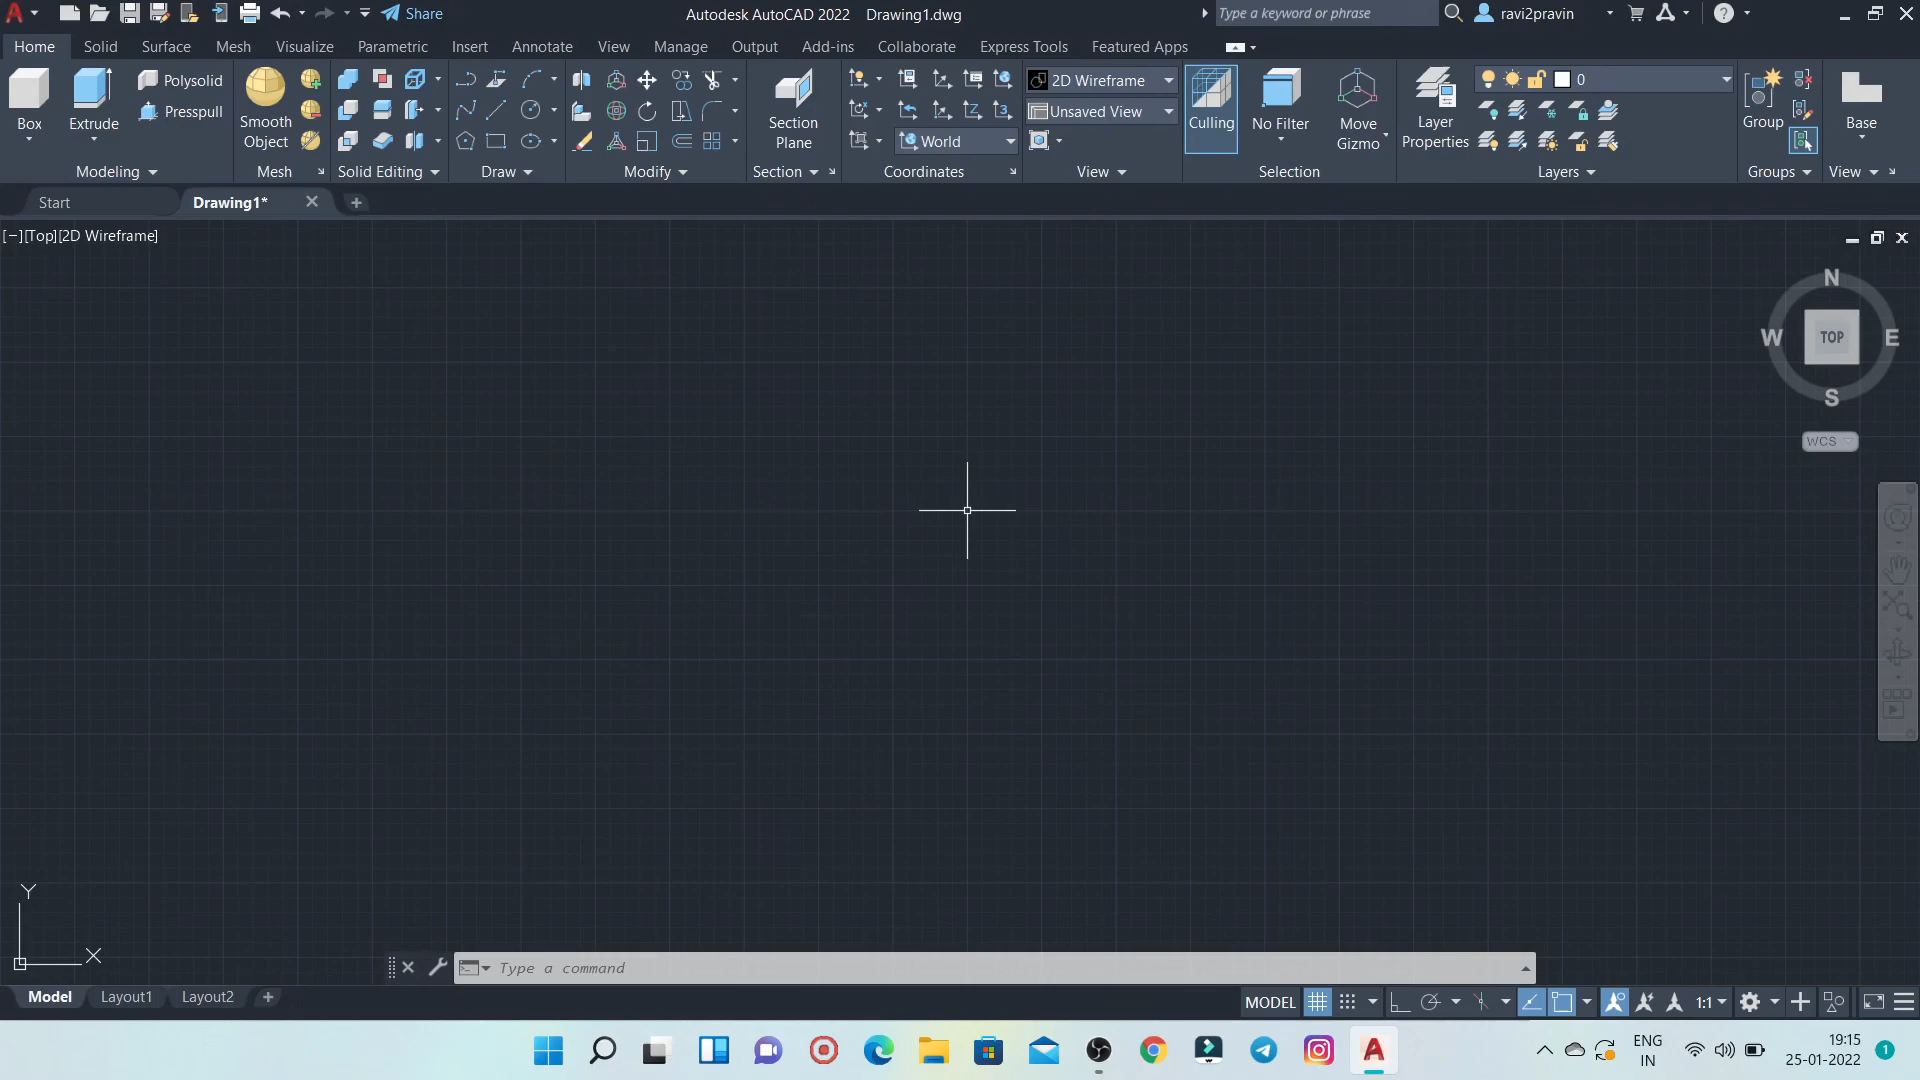 Share
Autodesk AutoCAD 2022 Drawing1.dwg
Type a keyword or phrase
ravi2pravin
Home Solid Surface Mesh Visualize Parametric Insert Annotate View Manage Output Add-ins Collaborate Express Tools Featured Apps
Box
Extrude
Polysolid
Presspull
Modeling
Smooth
Object
Mesh
Solid Editing
Draw
Modify
Section
Plane
Section
World
Coordinates
2D Wireframe
Unsaved View
View
Culling
No Filter
Move
Gizmo
Selection
Layer
Properties
0
Layers
Group
Groups
Base
View
Start
Drawing1*
[−][Top][2D Wireframe]
N
W
TOP
E
S
WCS
Y
X
Type a command
Model Layout1 Layout2
MODEL
1:1
ENG
IN
19:15
25-01-2022
1